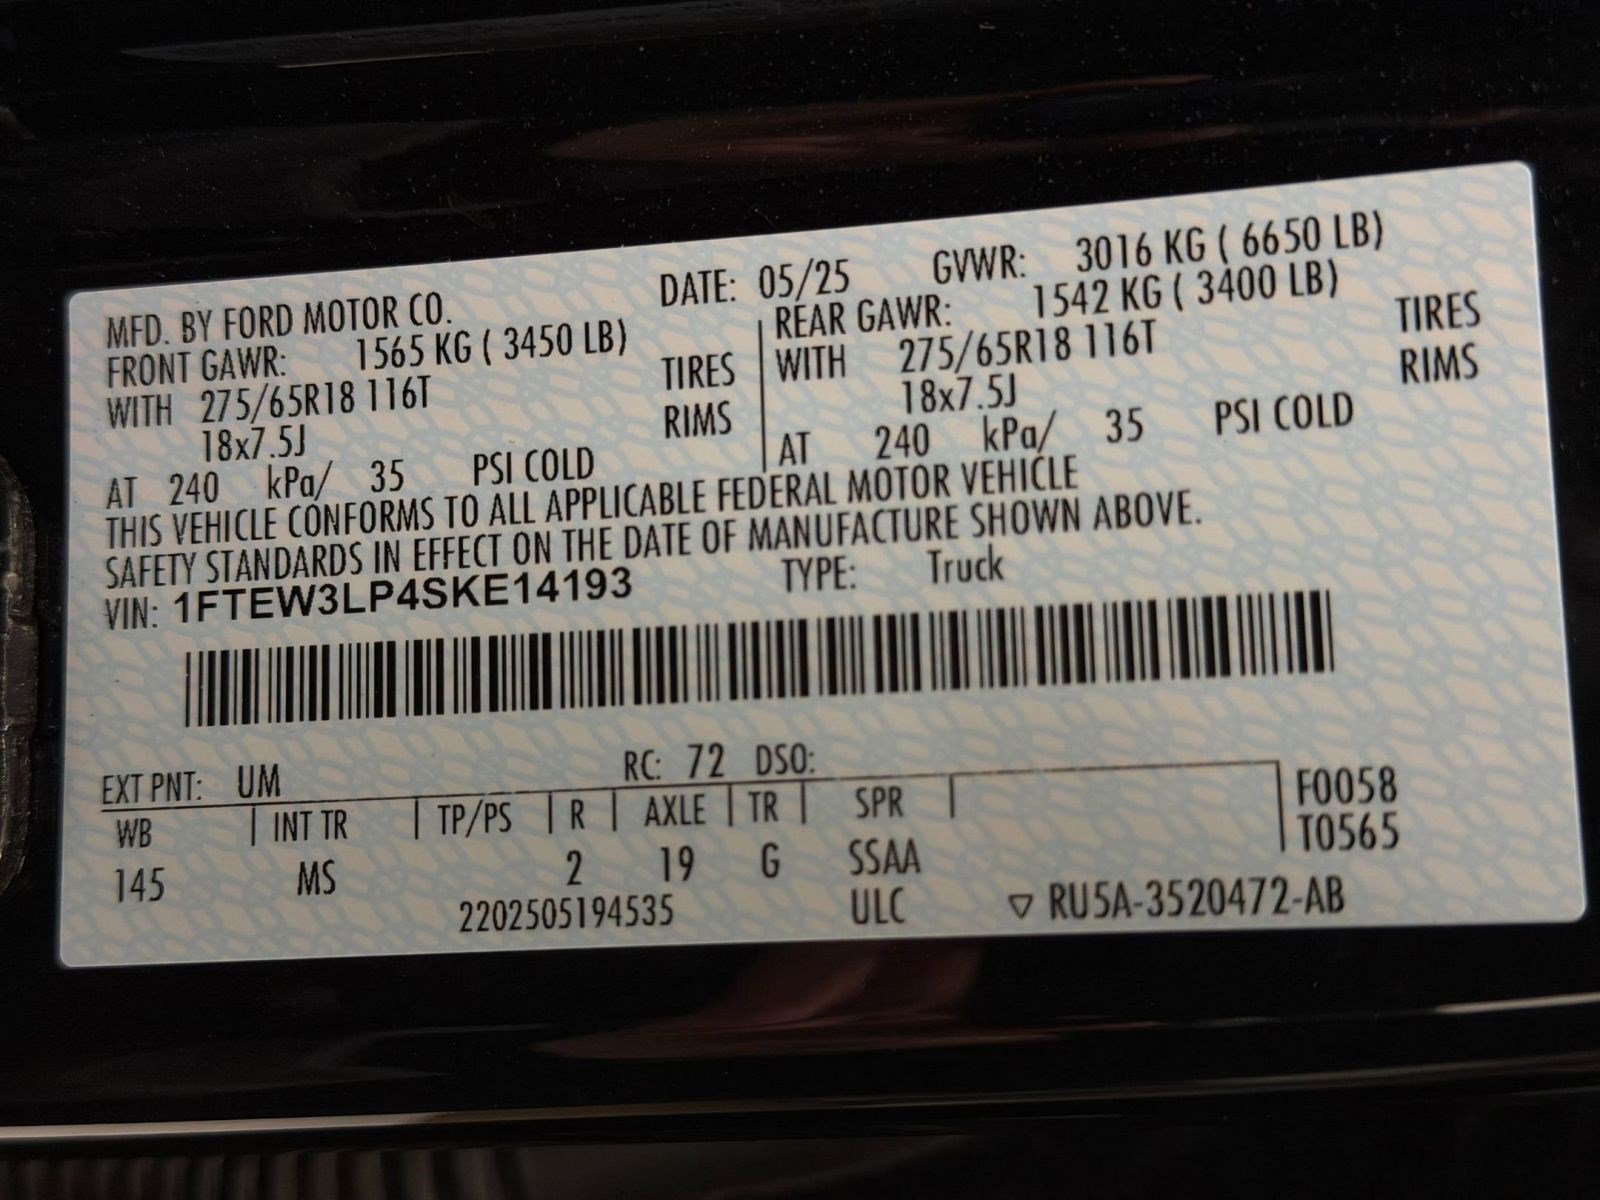 MFD. BY FORD MOTOR CO. DATE: 05/25 GVWR: 3016 KG ( 6650 LB)
FRONT GAWR: 1565 KG ( 3450 LB) REAR GAWR: 1542 KG ( 3400 LB)
WITH 275/65R18 116T TIRES WITH 275/65R18 116T TIRES
18x7.5J RIMS 18x7.5J RIMS
AT 240 kPa/ 35 PSI COLD AT 240 kPa/ 35 PSI COLD
THIS VEHICLE CONFORMS TO ALL APPLICABLE FEDERAL MOTOR VEHICLE
SAFETY STANDARDS IN EFFECT ON THE DATE OF MANUFACTURE SHOWN ABOVE.
VIN: 1FTEW3LP4SKE14193 TYPE: Truck
EXT PNT: UM RC: 72 DSO:
WB INT TR TP/PS R AXLE TR SPR F0058
T0565
145 MS 2 19 G SSAA
2202505194535 ULC ▽ RU5A-3520472-AB